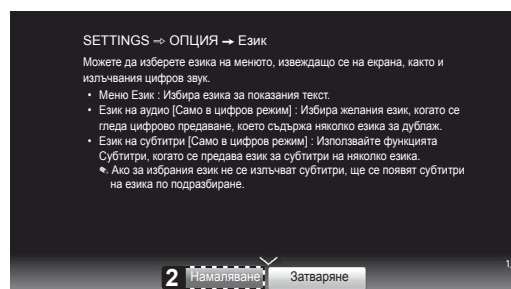 SETTINGS ⇨ ОПЦИЯ ➙ Език
Можете да изберете езика на менюто, извеждащо се на екрана, както и
излъчвания цифров звук.
• Меню Език : Избира езика за показания текст.
• Език на аудио [Само в цифров режим] : Избира желания език, когато се
гледа цифрово предаване, което съдържа няколко езика за дублаж.
• Език на субтитри [Само в цифров режим] : Използвайте функцията
Субтитри, когато се предава език за субтитри на няколко езика.
✎ Ако за избрания език не се излъчват субтитри, ще се появят субтитри
на езика по подразбиране.
2 Намаляване Затваряне